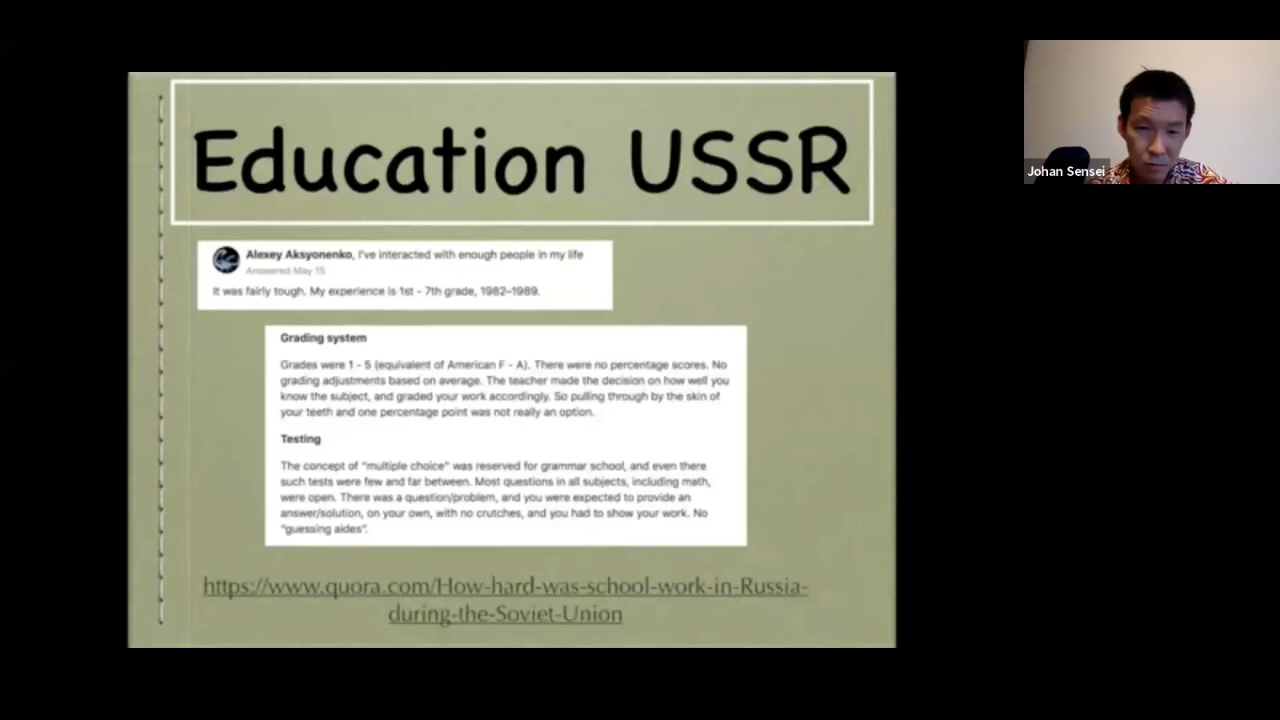 Education USSR
Alexey Aksyonenko, I've interacted with enough people in my life
Answered May 15
It was fairly tough. My experience is 1st - 7th grade, 1982–1989.
Grading system
Grades were 1 - 5 (equivalent of American F - A). There were no percentage scores. No
grading adjustments based on average. The teacher made the decision on how well you
know the subject, and graded your work accordingly. So pulling through by the skin of
your teeth and one percentage point was not really an option.
Testing
The concept of "multiple choice" was reserved for grammar school, and even there
such tests were few and far between. Most questions in all subjects, including math,
were open. There was a question/problem, and you were expected to provide an
answer/solution, on your own, with no crutches, and you had to show your work. No
"guessing aides".
https://www.quora.com/How-hard-was-school-work-in-Russia-
during-the-Soviet-Union
Johan Sensei